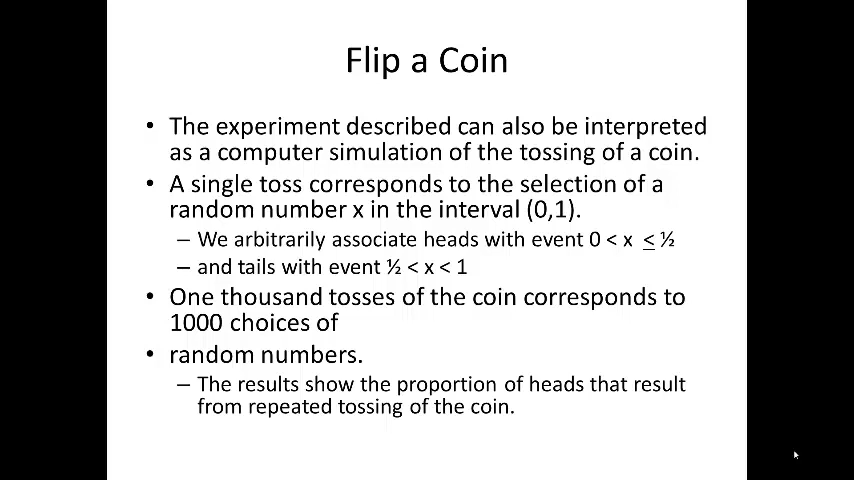 Flip a Coin
• The experiment described can also be interpreted
as a computer simulation of the tossing of a coin.
• A single toss corresponds to the selection of a
random number x in the interval (0,1).
– We arbitrarily associate heads with event 0 < x ≤ ½
– and tails with event ½ < x < 1
• One thousand tosses of the coin corresponds to
1000 choices of
• random numbers.
– The results show the proportion of heads that result
from repeated tossing of the coin.